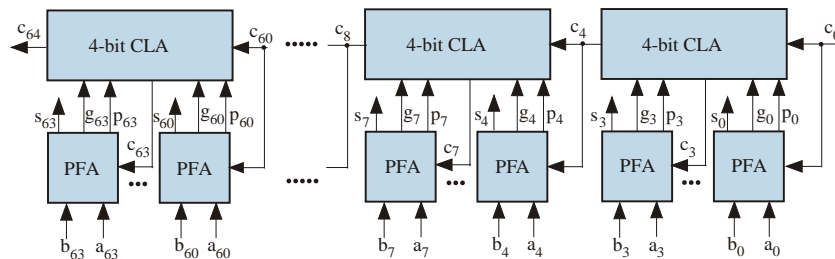 c64 4-bit CLA c60 ..... c8 4-bit CLA c4 4-bit CLA
s63 g63 p63 s60 g60 p60 s7 g7 p7 s4 g4 p4 s3 g3 p3 s0 g0 p0
c63 c7 c3
PFA PFA PFA PFA PFA PFA
.... ..... .... ....
b63 a63 b60 a60 b7 a7 b4 a4 b3 a3 b0 a0